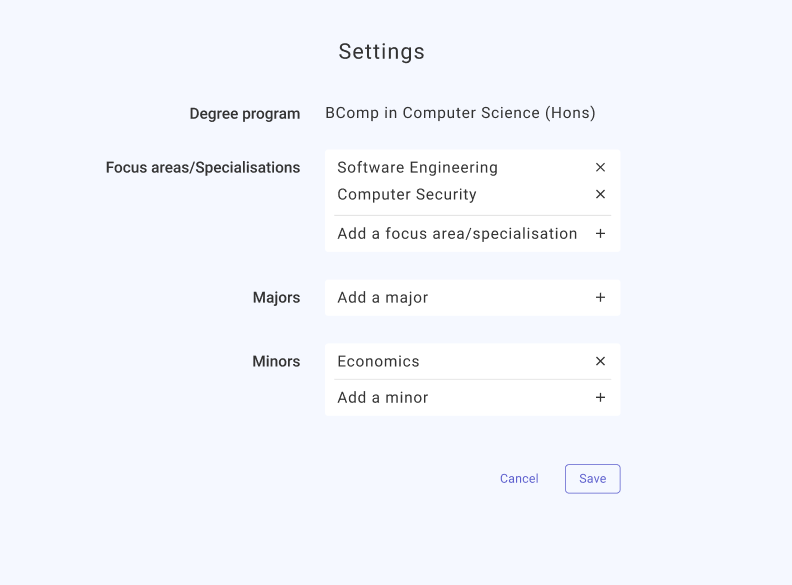 Settings
Degree program BComp in Computer Science (Hons)
Focus areas/Specialisations Software Engineering ×
Computer Security ×
Add a focus area/specialisation +
Majors Add a major +
Minors Economics ×
Add a minor +
Cancel Save